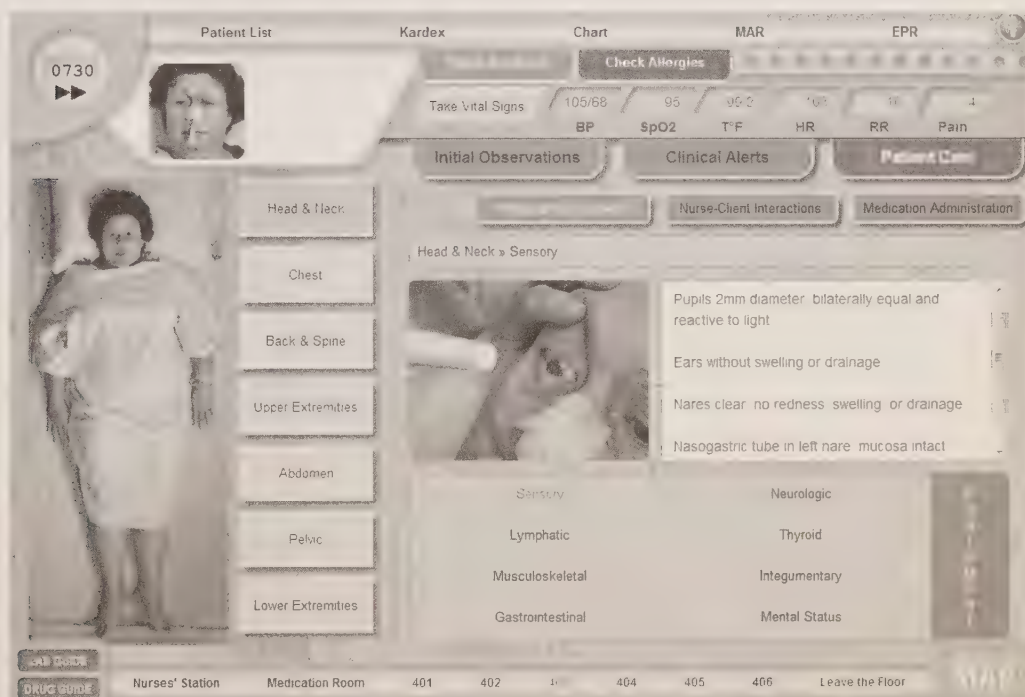 Patient List Kardex Chart MAR EPR
0730
Check Allergies
Take Vital Signs 105/68 95
BP SpO2 T°F HR RR Pain
Initial Observations Clinical Alerts Patient Care
Nurse-Client Interactions Medication Administration
Head & Neck
Chest
Back & Spine
Upper Extremities
Abdomen
Pelvic
Lower Extremities
Head & Neck » Sensory
Pupils 2mm diameter bilaterally equal and
reactive to light
Ears without swelling or drainage
Nares clear no redness swelling or drainage
Nasogastric tube in left nare mucosa intact
Sensory Neurologic
Lymphatic Thyroid
Musculoskeletal Integumentary
Gastrointestinal Mental Status
LAB GUIDE
DRUG GUIDE
Nurses' Station Medication Room 401 402 404 405 406 Leave the Floor
MAP